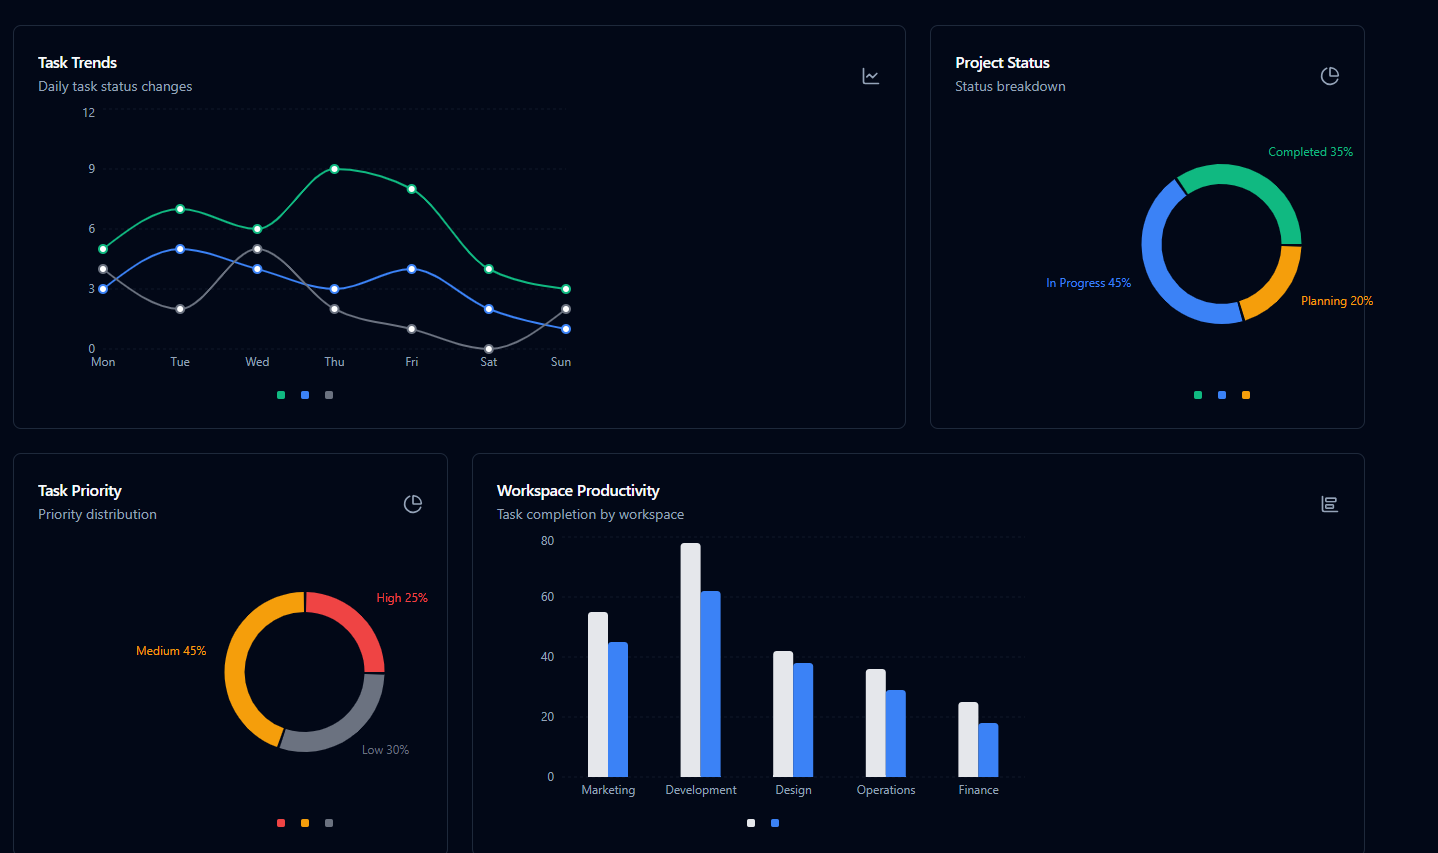 Task Trends
Daily task status changes
12
9
6
3
0
Mon Tue Wed Thu Fri Sat Sun
Project Status
Status breakdown
Completed 35%
In Progress 45%
Planning 20%
Task Priority
Priority distribution
High 25%
Medium 45%
Low 30%
Workspace Productivity
Task completion by workspace
80
60
40
20
0
Marketing Development Design Operations Finance